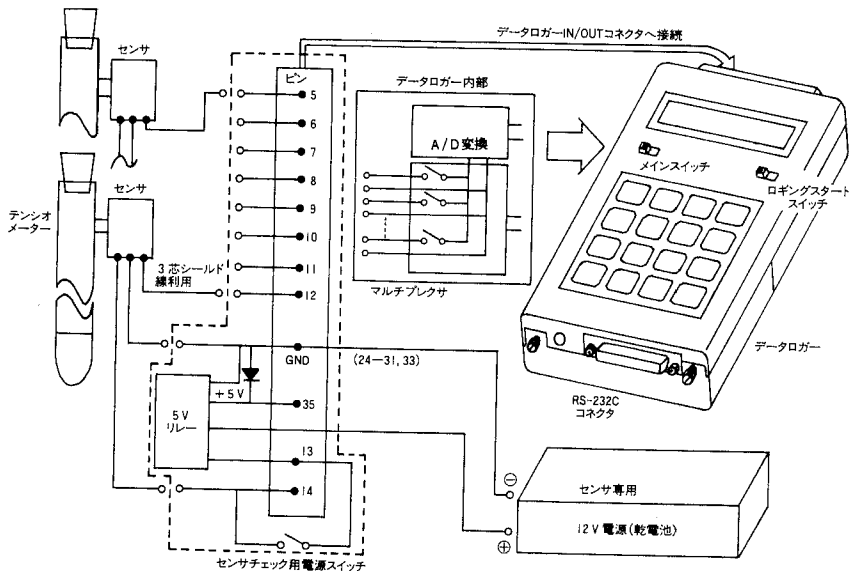 データロガーIN/OUTコネクタへ接続
センサ
ピン
5
6
7
8
9
10
11
12
データロガー内部
A/D変換
マルチプレクサ
メインスイッチ
ロギングスタート
スイッチ
センサ
テンシオ
メーター
3芯シールド
線利用
GND
(24—31,33)
+5V
35
5V
リレー
13
14
データロガー
RS-232C
コネクタ
⊖
⊕
センサ専用
12V電源(乾電池)
センサチェック用電源スイッチ